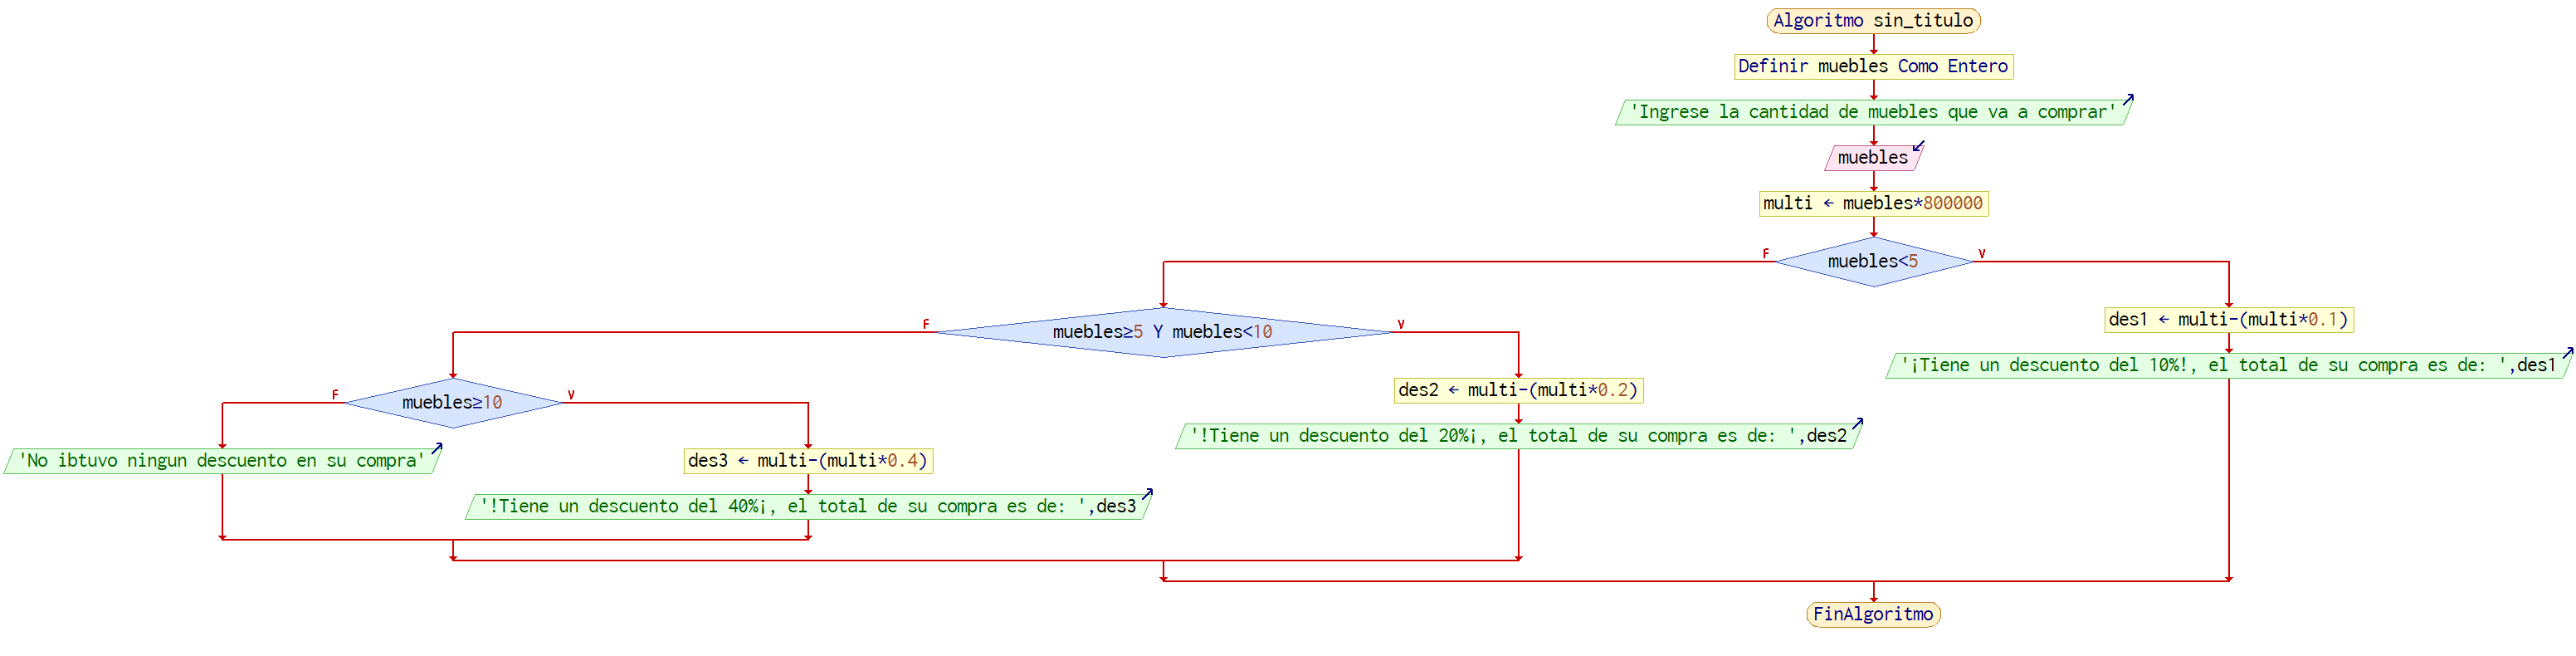 Algoritmo sin_titulo
Definir muebles Como Entero
'Ingrese la cantidad de muebles que va a comprar'
muebles
multi ← muebles*800000
F
muebles<5
V
F
muebles≥5 Y muebles<10
V
des1 ← multi-(multi*0.1)
'¡Tiene un descuento del 10%!, el total de su compra es de: ',des1
F
muebles≥10
V
des2 ← multi-(multi*0.2)
'!Tiene un descuento del 20%¡, el total de su compra es de: ',des2
'No ibtuvo ningun descuento en su compra'
des3 ← multi-(multi*0.4)
'!Tiene un descuento del 40%¡, el total de su compra es de: ',des3
FinAlgoritmo